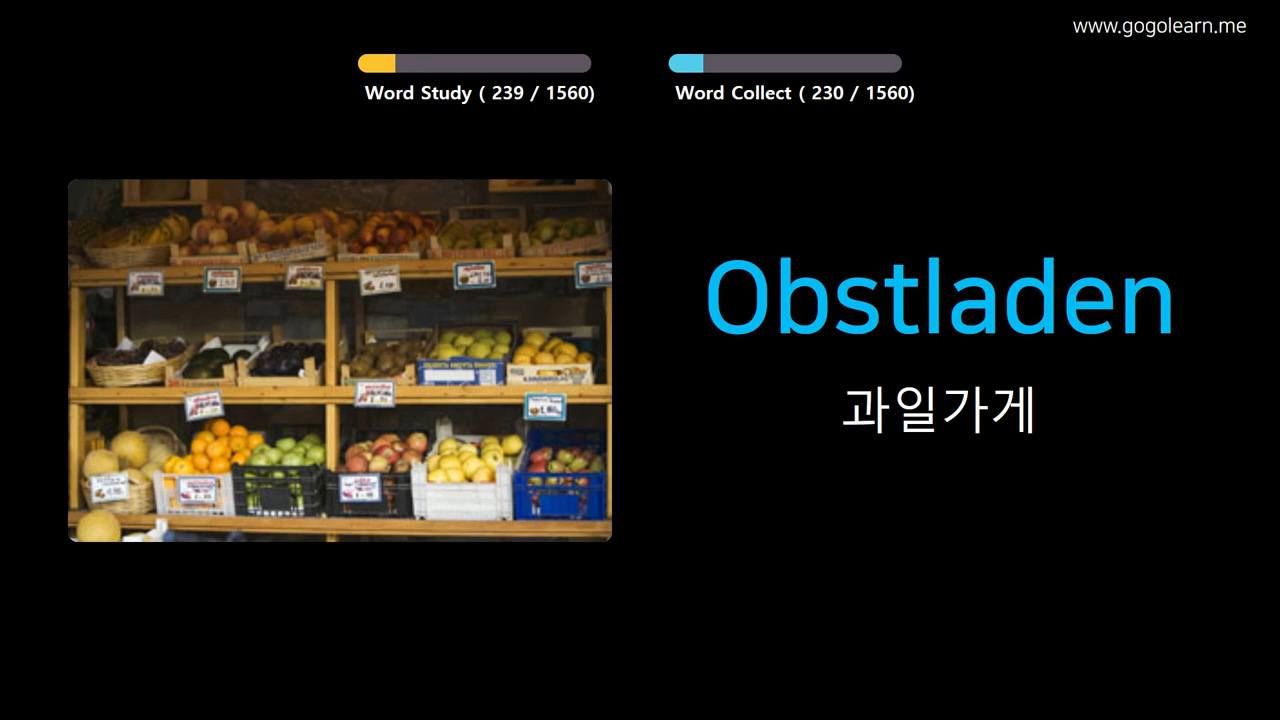 www.gogolearn.me
Word Study ( 239 / 1560)
Word Collect ( 230 / 1560)
Obstladen
과일가게